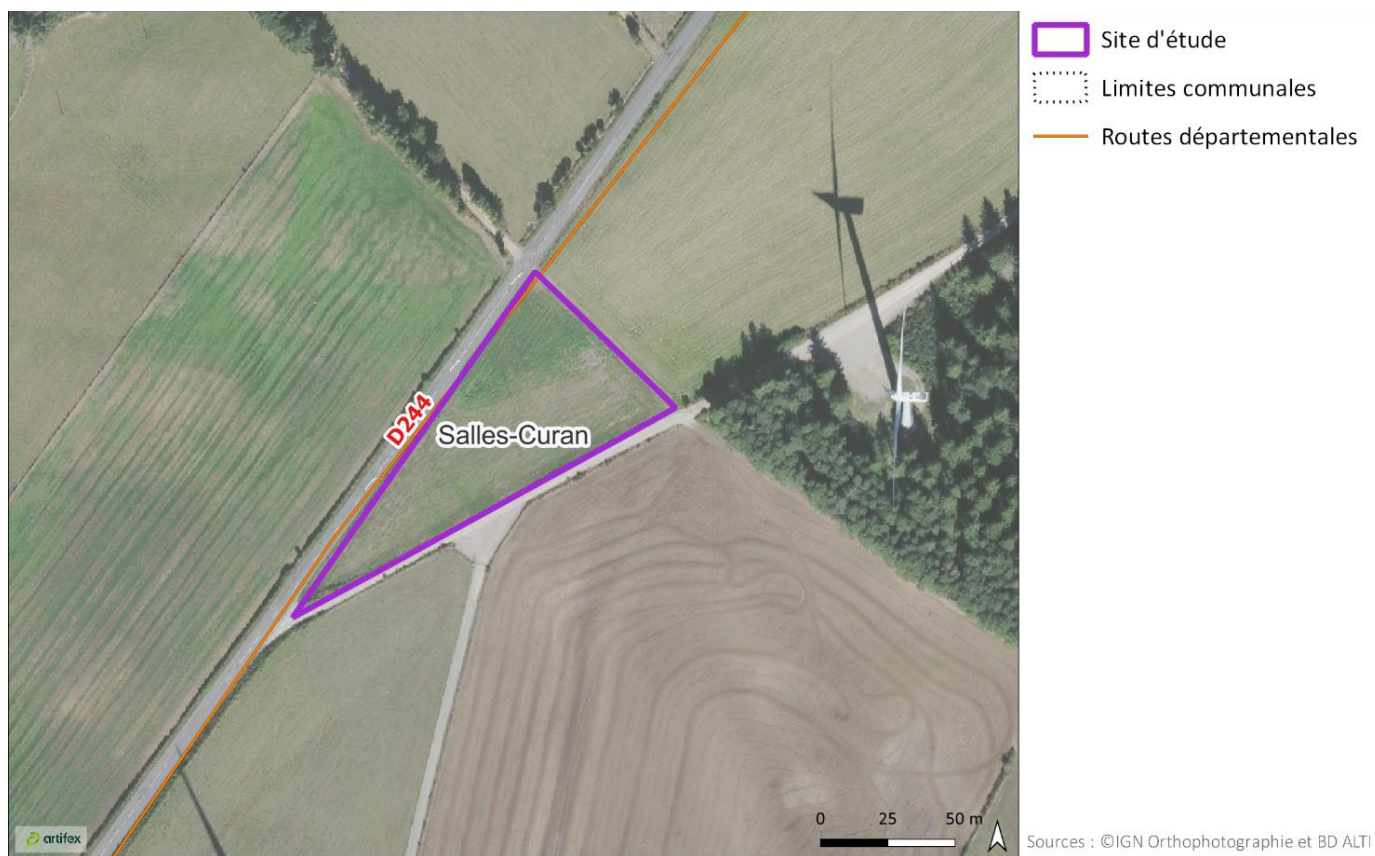 Site d'étude
Limites communales
Routes départementales
D244
Salles-Curan
0 25 50 m
artifex
Sources : ©IGN Orthophotographie et BD ALTI